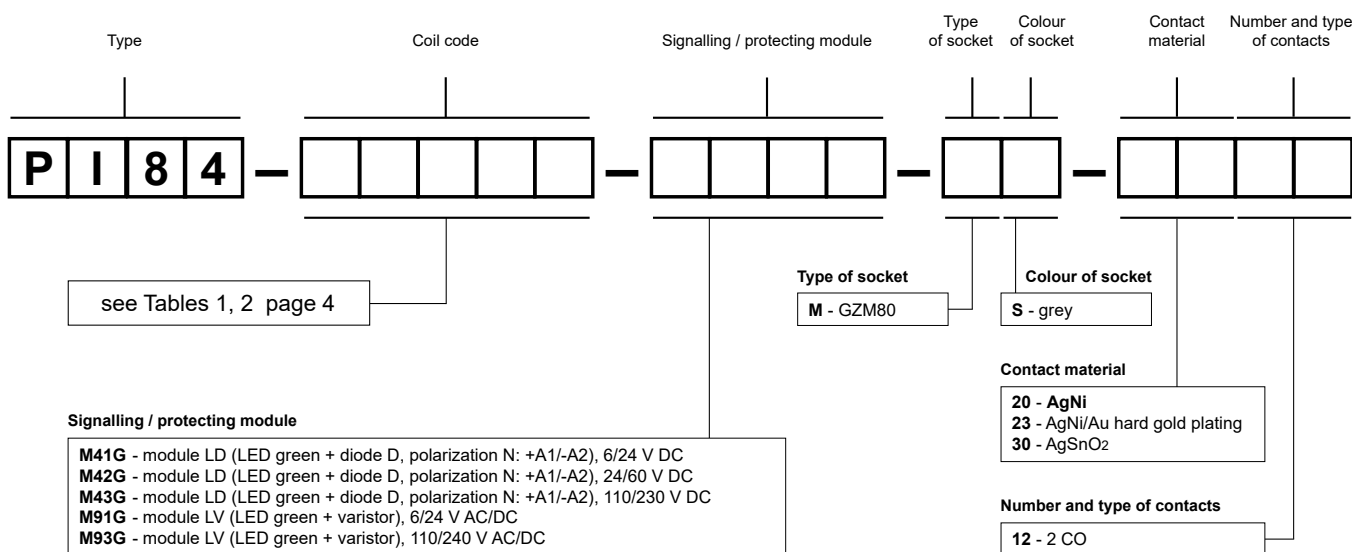 Type
Coil code
Signalling / protecting module
Type
of socket
Colour
of socket
Contact
material
Number and type
of contacts
P I 8 4 – – – –
see Tables 1, 2 page 4
Type of socket
M - GZM80
Colour of socket
S - grey
Contact material
20 - AgNi
23 - AgNi/Au hard gold plating
30 - AgSnO2
Signalling / protecting module
M41G - module LD (LED green + diode D, polarization N: +A1/-A2), 6/24 V DC
M42G - module LD (LED green + diode D, polarization N: +A1/-A2), 24/60 V DC
M43G - module LD (LED green + diode D, polarization N: +A1/-A2), 110/230 V DC
M91G - module LV (LED green + varistor), 6/24 V AC/DC
M93G - module LV (LED green + varistor), 110/240 V AC/DC
Number and type of contacts
12 - 2 CO